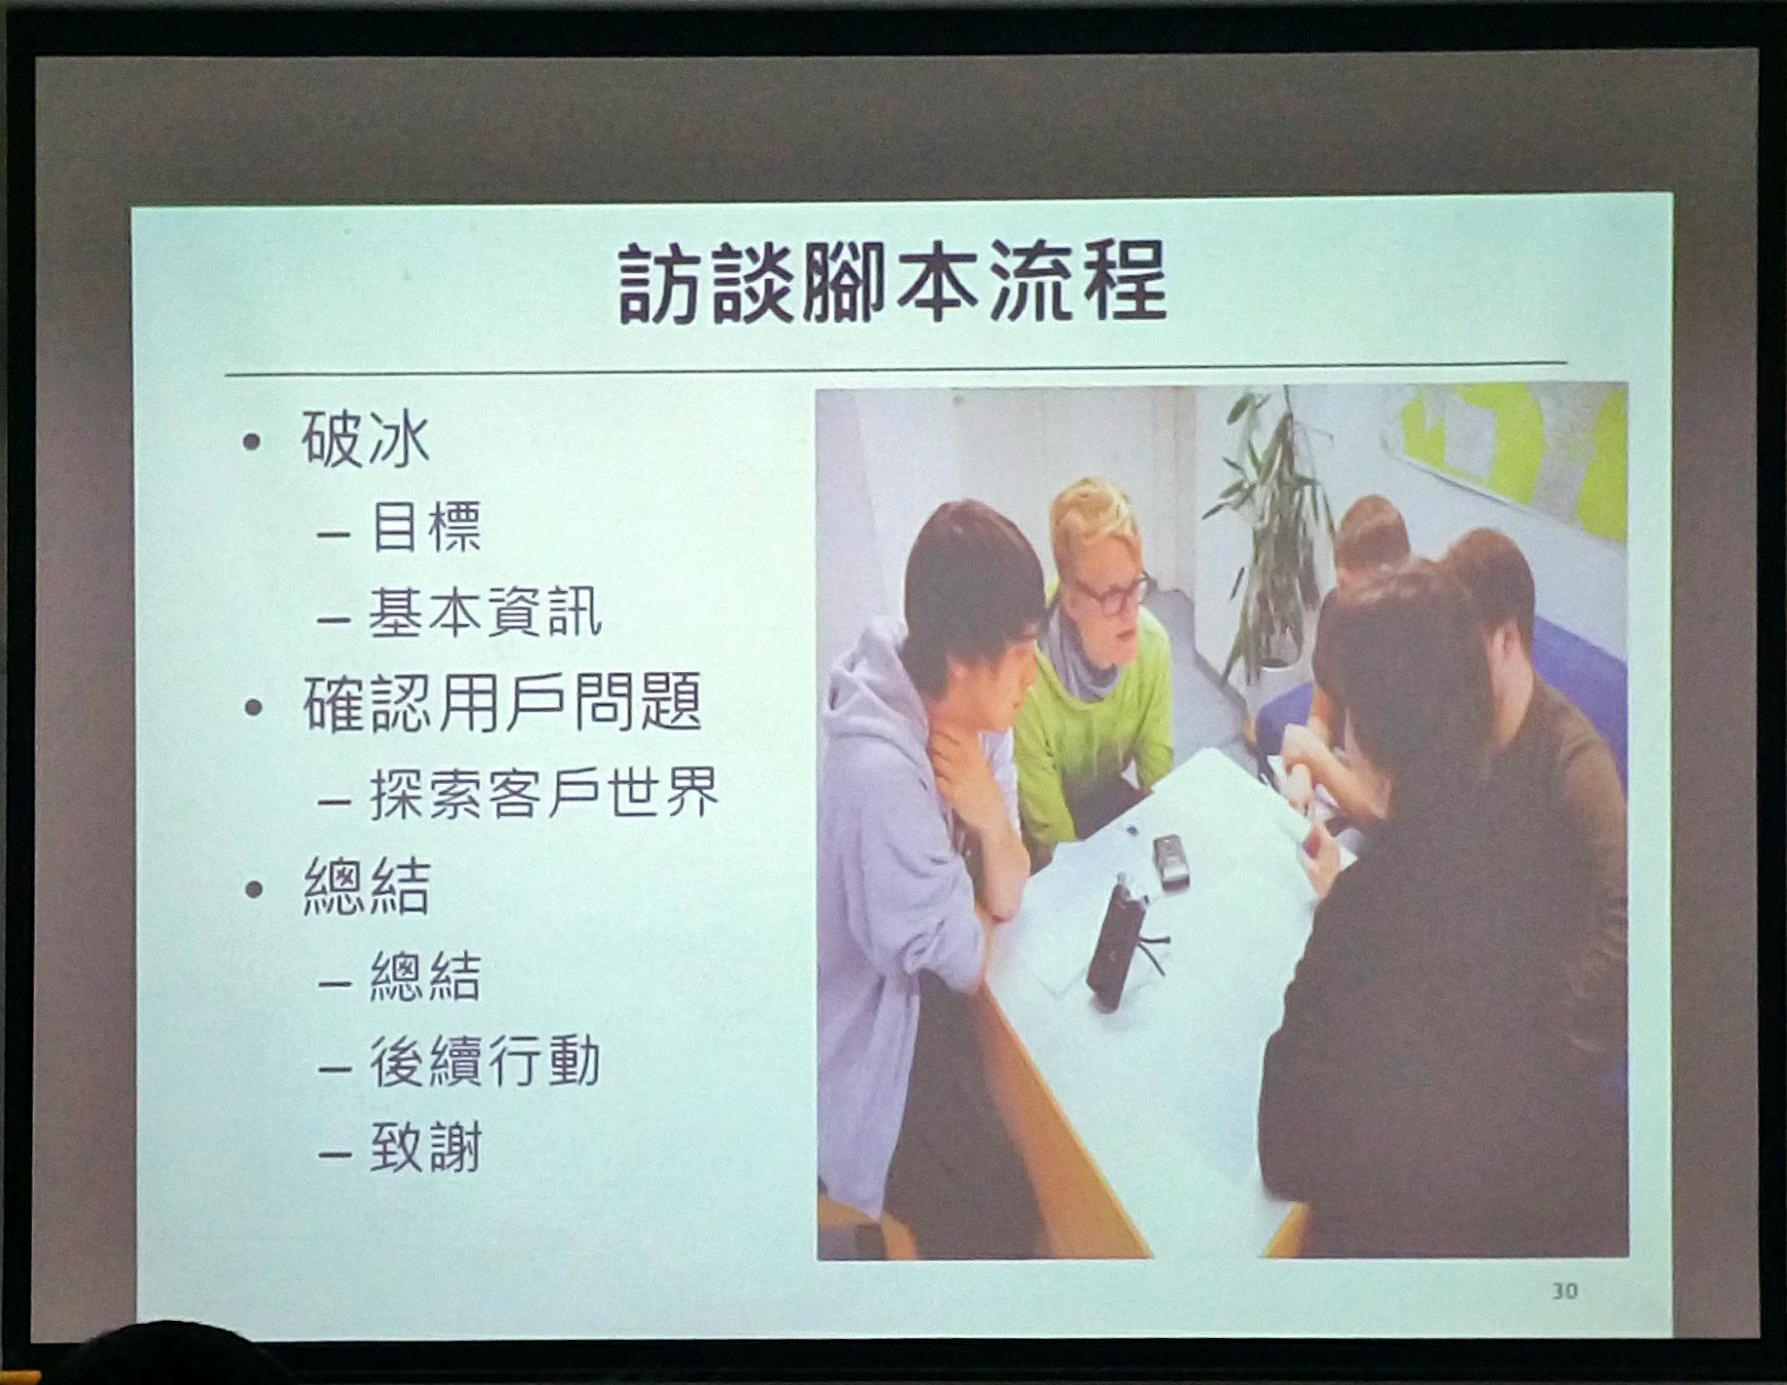 訪談腳本流程
• 破冰
– 目標
– 基本資訊
• 確認用戶問題
– 探索客戶世界
• 總結
– 總結
– 後續行動
– 致謝
30